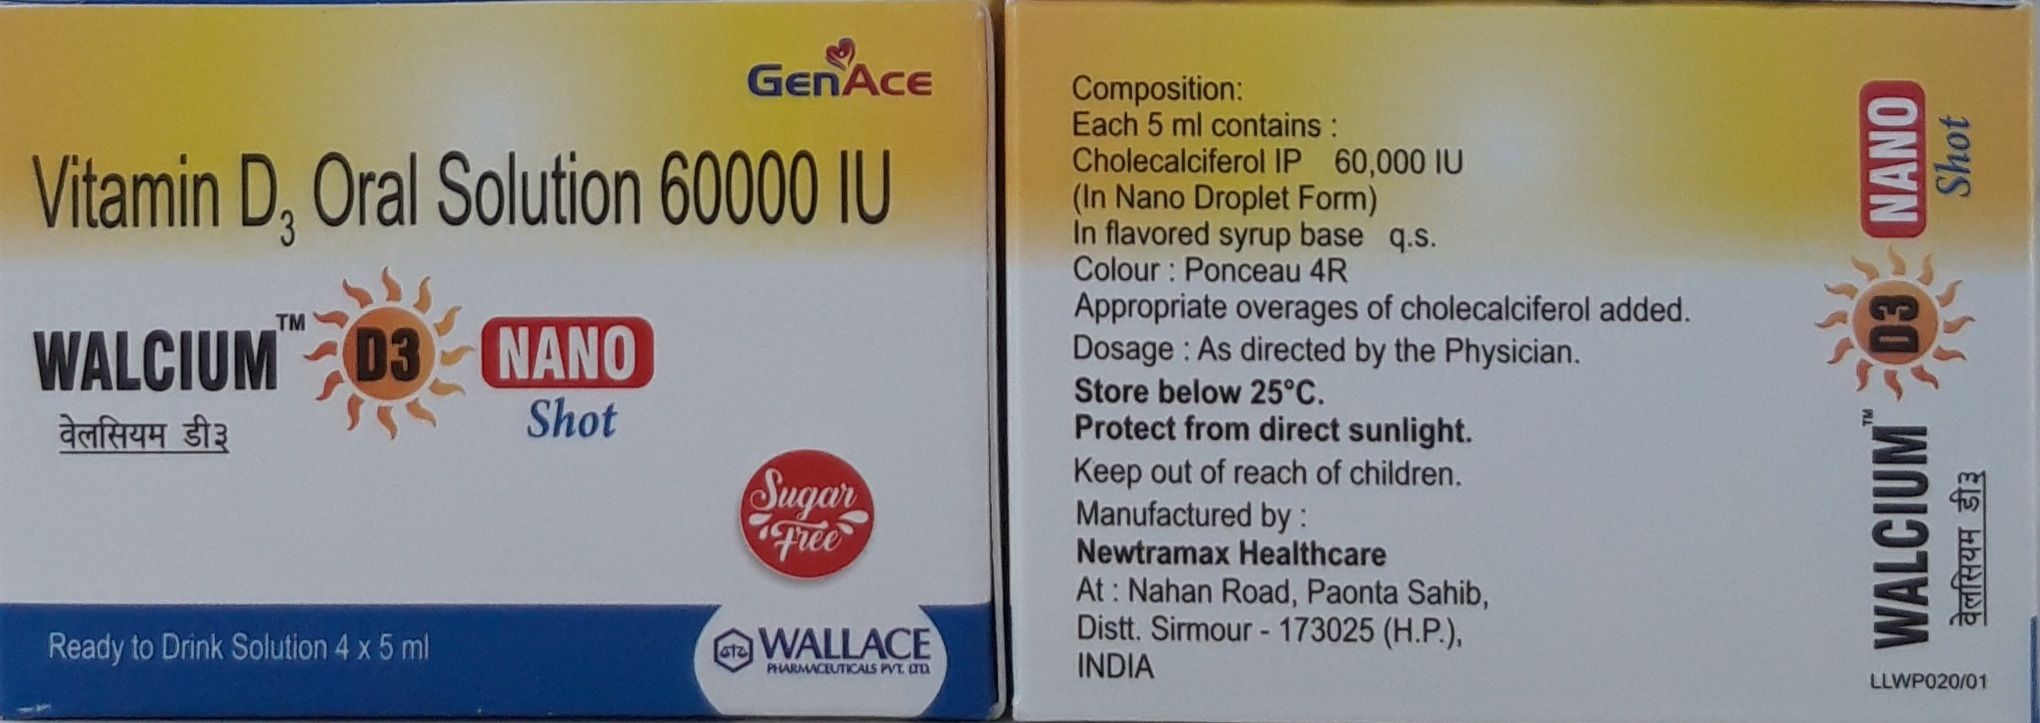 GenAce
Vitamin D3 Oral Solution 60000 IU
WALCIUM™ D3 NANO
Shot
वेलसियम डी३
Sugar
Free
Ready to Drink Solution 4 x 5 ml
WALLACE
PHARMACEUTICALS PVT. LTD.
Composition:
Each 5 ml contains :
Cholecalciferol IP 60,000 IU
(In Nano Droplet Form)
In flavored syrup base q.s.
Colour : Ponceau 4R
Appropriate overages of cholecalciferol added.
Dosage : As directed by the Physician.
Store below 25°C.
Protect from direct sunlight.
Keep out of reach of children.
Manufactured by :
Newtramax Healthcare
At : Nahan Road, Paonta Sahib,
Distt. Sirmour - 173025 (H.P.),
INDIA
WALCIUM™ D3 NANO
Shot
वेलसियम डी३
LLWP020/01